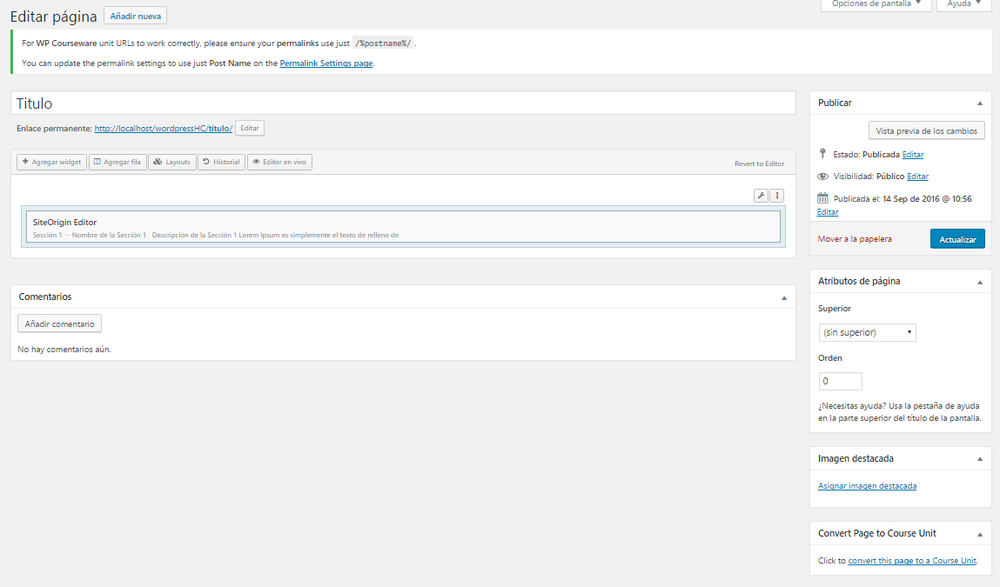 Editar página Añadir nueva
Opciones de pantalla ▼ Ayuda ▼
For WP Courseware unit URLs to work correctly, please ensure your permalinks use just /%postname%/ .
You can update the permalink settings to use just Post Name on the Permalink Settings page.
Titulo
Enlace permanente: http://localhost/wordpressHC/titulo/ Editar
Agregar widget Agregar fila Layouts Historial Editor en vivo Revert to Editor
SiteOrigin Editor
Sección 1 -- Nombre de la Sección 1 Descripción de la Sección 1 Lorem Ipsum es simplemente el texto de relleno de
Comentarios
Añadir comentario
No hay comentarios aún.
Publicar
Vista previa de los cambios
Estado: Publicada Editar
Visibilidad: Público Editar
Publicada el: 14 Sep de 2016 @ 10:56
Editar
Mover a la papelera Actualizar
Atributos de página
Superior
(sin superior)
Orden
0
¿Necesitas ayuda? Usa la pestaña de ayuda
en la parte superior del título de la pantalla.
Imagen destacada
Asignar imagen destacada
Convert Page to Course Unit
Click to convert this page to a Course Unit.